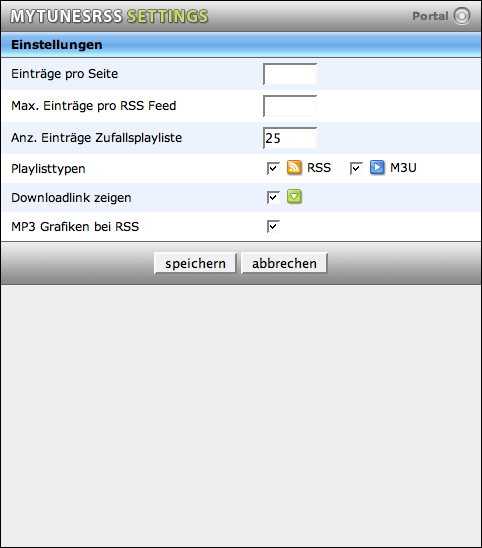 MYTUNESRSS SETTINGS
Portal
Einstellungen
Einträge pro Seite
Max. Einträge pro RSS Feed
Anz. Einträge Zufallsplayliste 25
Playlisttypen RSS M3U
Downloadlink zeigen
MP3 Grafiken bei RSS
speichern abbrechen